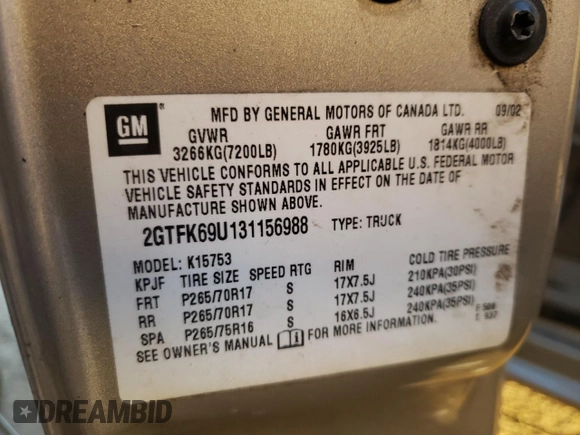 GM
MFD BY GENERAL MOTORS OF CANADA LTD. 09/02
GVWR GAWR FRT GAWR RR
3266KG(7200LB) 1780KG(3925LB) 1814KG(4000LB)
THIS VEHICLE CONFORMS TO ALL APPLICABLE U.S. FEDERAL MOTOR
VEHICLE SAFETY STANDARDS IN EFFECT ON THE DATE OF
MANUFACTURE SHOWN ABOVE.
2GTFK69U131156988 TYPE: TRUCK
MODEL: K15753
KPJF TIRE SIZE SPEED RTG RIM COLD TIRE PRESSURE
FRT P265/70R17 S 17X7.5J 210KPA(30PSI)
RR P265/70R17 S 17X7.5J 240KPA(35PSI)
SPA P265/75R16 S 16X6.5J 240KPA(35PSI)
SEE OWNER'S MANUAL FOR MORE INFORMATION.
DREAMBID